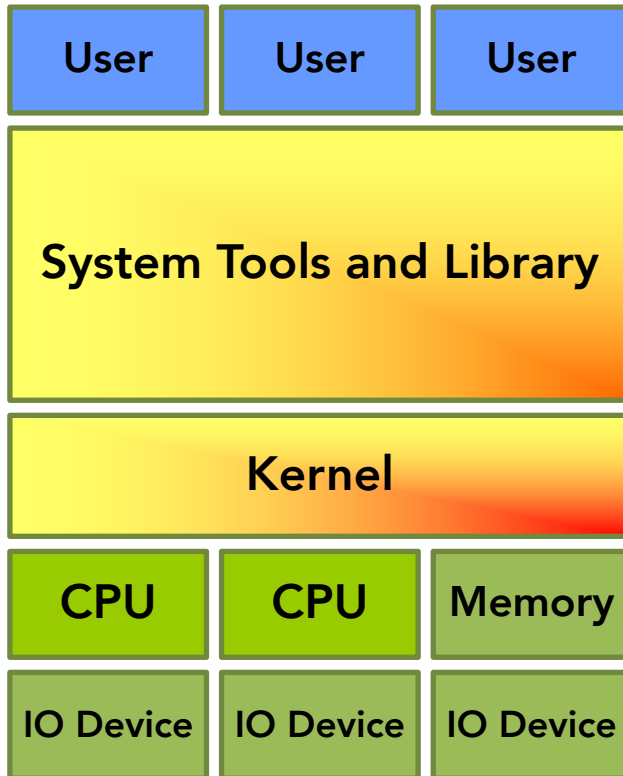 User User User
System Tools and Library
Kernel
CPU CPU Memory
IO Device IO Device IO Device